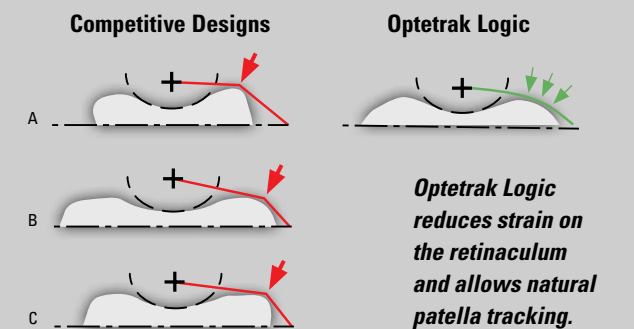 Competitive Designs
Optetrak Logic
A
B
C
Optetrak Logic
reduces strain on
the retinaculum
and allows natural
patella tracking.